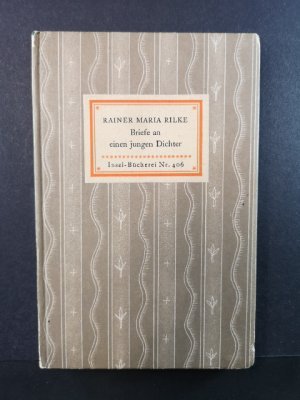 RAINER MARIA RILKE
Briefe an
einen jungen Dichter
Insel-Bücherei Nr. 406